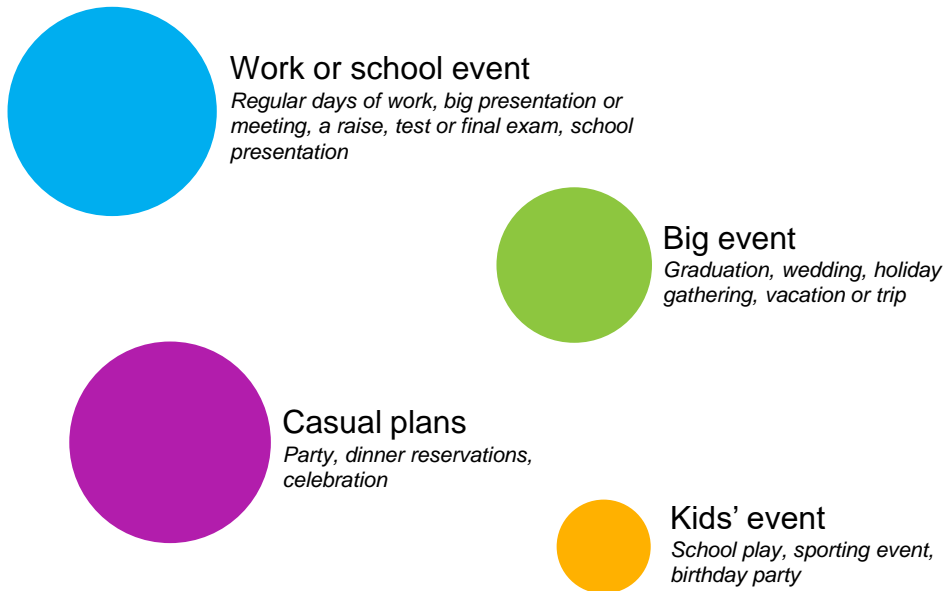 Work or school event
Regular days of work, big presentation or
meeting, a raise, test or final exam, school
presentation
Big event
Graduation, wedding, holiday
gathering, vacation or trip
Casual plans
Party, dinner reservations,
celebration
Kids’ event
School play, sporting event,
birthday party